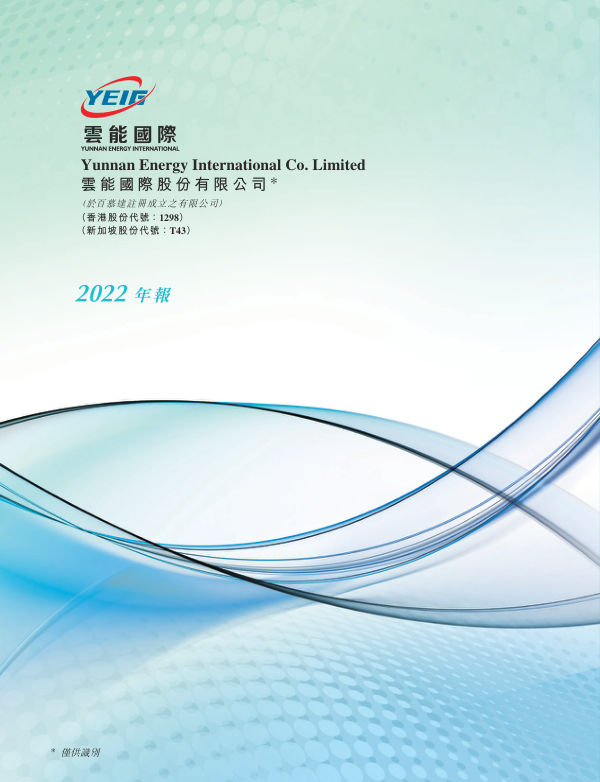 YEIG
雲能國際
YUNNAN ENERGY INTERNATIONAL
Yunnan Energy International Co. Limited
雲能國際股份有限公司*
(於百慕達註冊成立之有限公司)
(香港股份代號：1298)
(新加坡股份代號：T43)
2022 年報
* 僅供識別